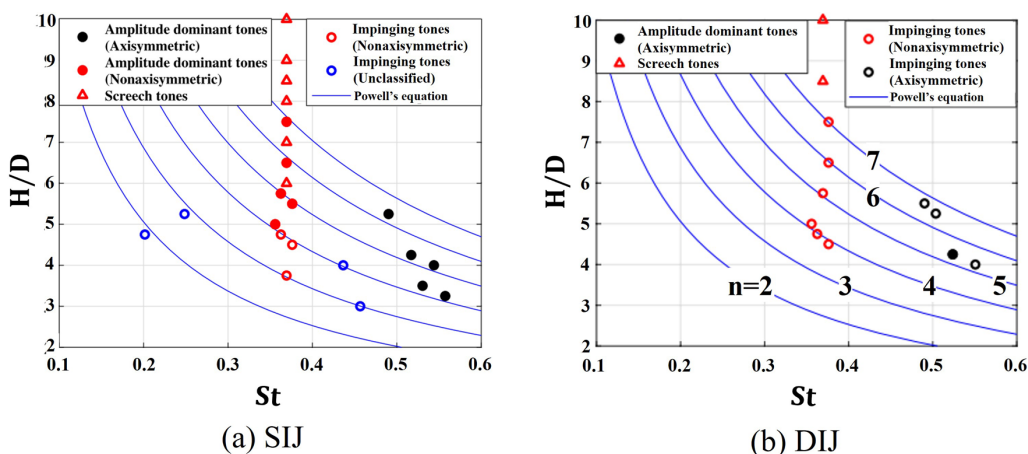 Amplitude dominant tones
(Axisymmetric)
Amplitude dominant tones
(Nonaxisymmetric)
Screech tones
Impinging tones
(Nonaxisymmetric)
Impinging tones
(Unclassified)
Powell's equation
10
9
8
7
6
5
4
3
2
H/D
0.1 0.2 0.3 0.4 0.5 0.6
St
(a) SIJ
Amplitude dominant tones
(Axisymmetric)
Screech tones
Impinging tones
(Nonaxisymmetric)
Impinging tones
(Axisymmetric)
Powell's equation
10
9
8
7
6
5
4
3
2
H/D
7
6
n=2 3 4 5
0.1 0.2 0.3 0.4 0.5 0.6
St
(b) DIJ